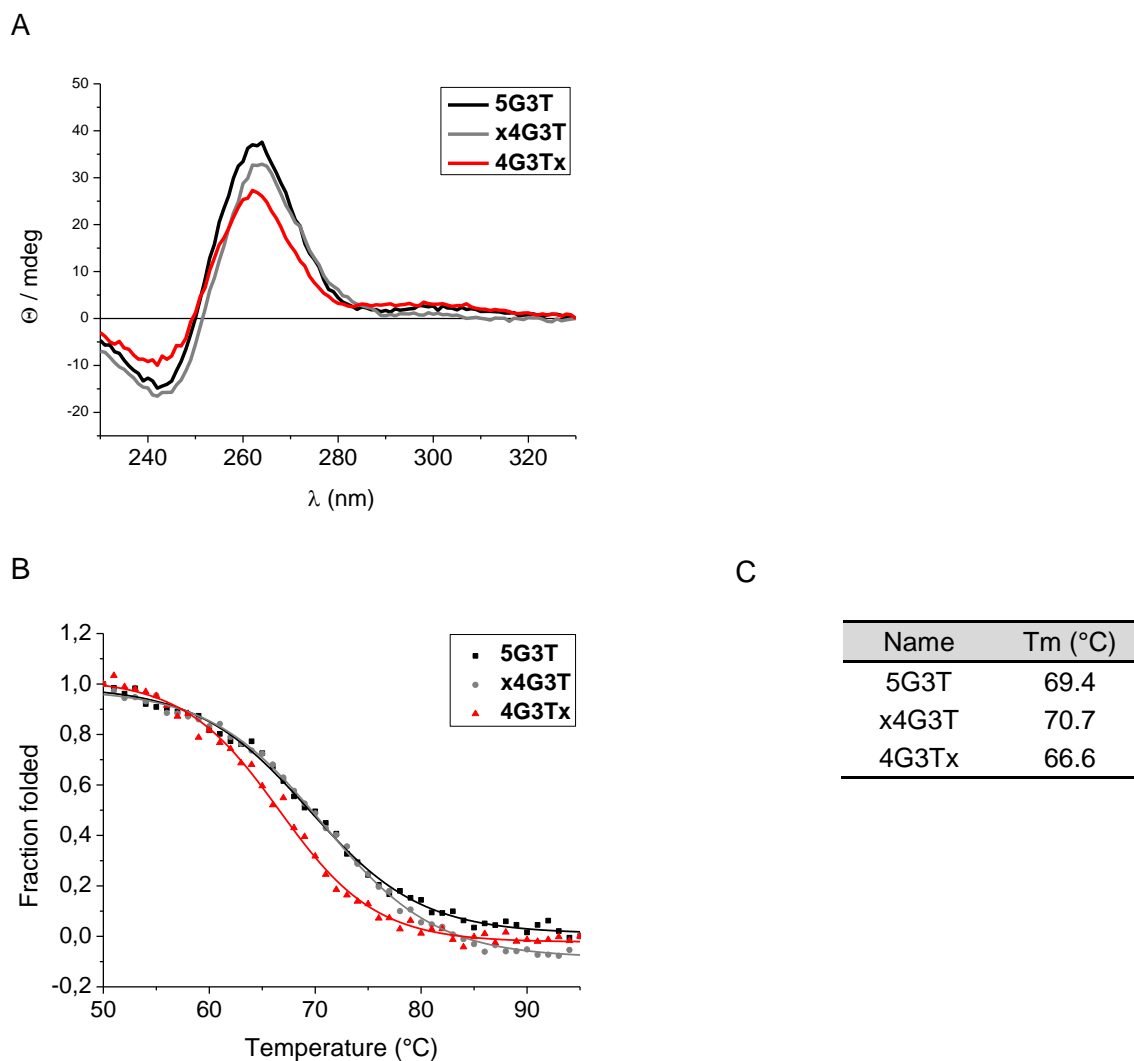 A
50
40
30
20
10
0
-10
-20
Θ / mdeg
5G3T
x4G3T
4G3Tx
240 260 280 300 320
λ (nm)
B
1,2
1,0
0,8
0,6
0,4
0,2
0,0
-0,2
Fraction folded
5G3T
x4G3T
4G3Tx
50 60 70 80 90
Temperature (°C)
C
Name Tm (°C)
5G3T 69.4
x4G3T 70.7
4G3Tx 66.6